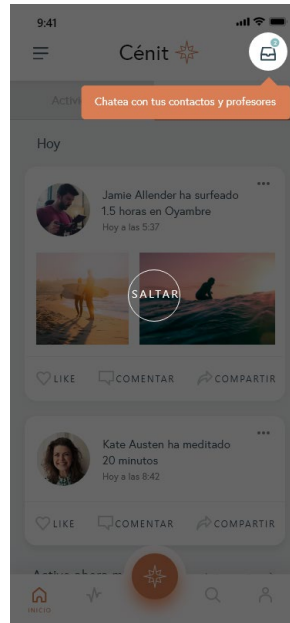 9:41
Cénit
Chatea con tus contactos y profesores
Hoy
Jamie Allender ha surfeado
1.5 horas en Oyambre
Hoy a las 5:37
SALTAR
LIKE COMENTAR COMPARTIR
Kate Austen ha meditado
20 minutos
Hoy a las 8:42
LIKE COMENTAR COMPARTIR
INICIO